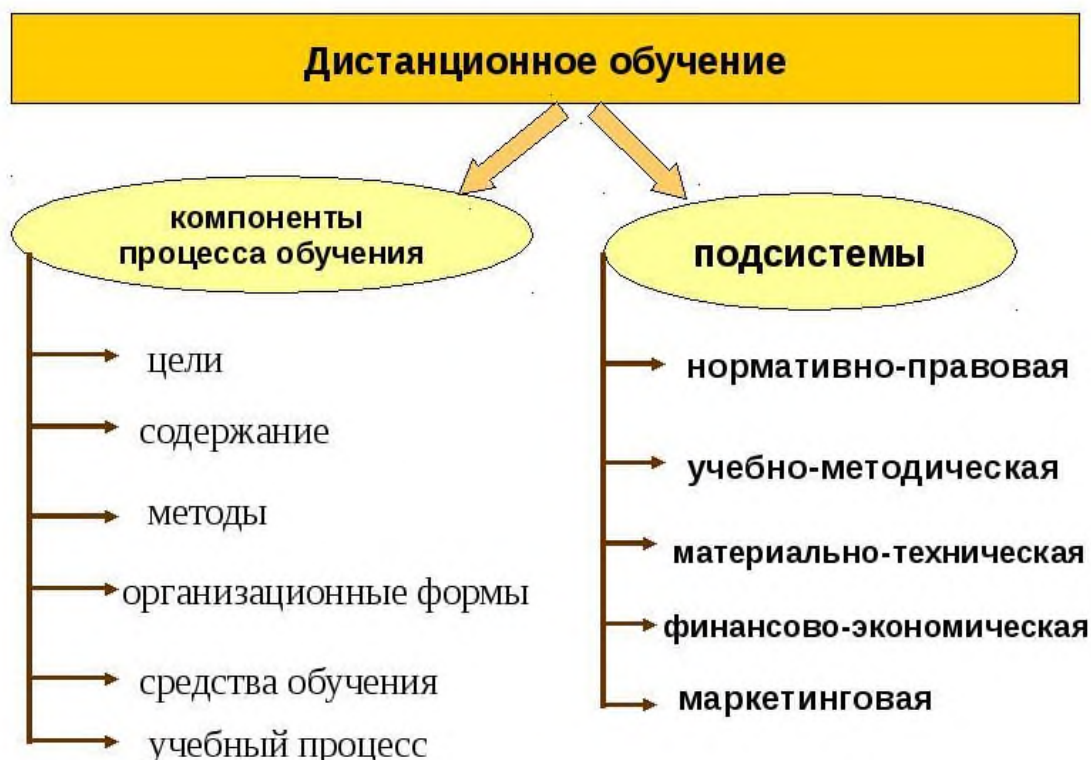 Дистанционное обучение
компоненты
процесса обучения
цели
содержание
методы
организационные формы
средства обучения
учебный процесс
подсистемы
нормативно-правовая
учебно-методическая
материально-техническая
финансово-экономическая
маркетинговая